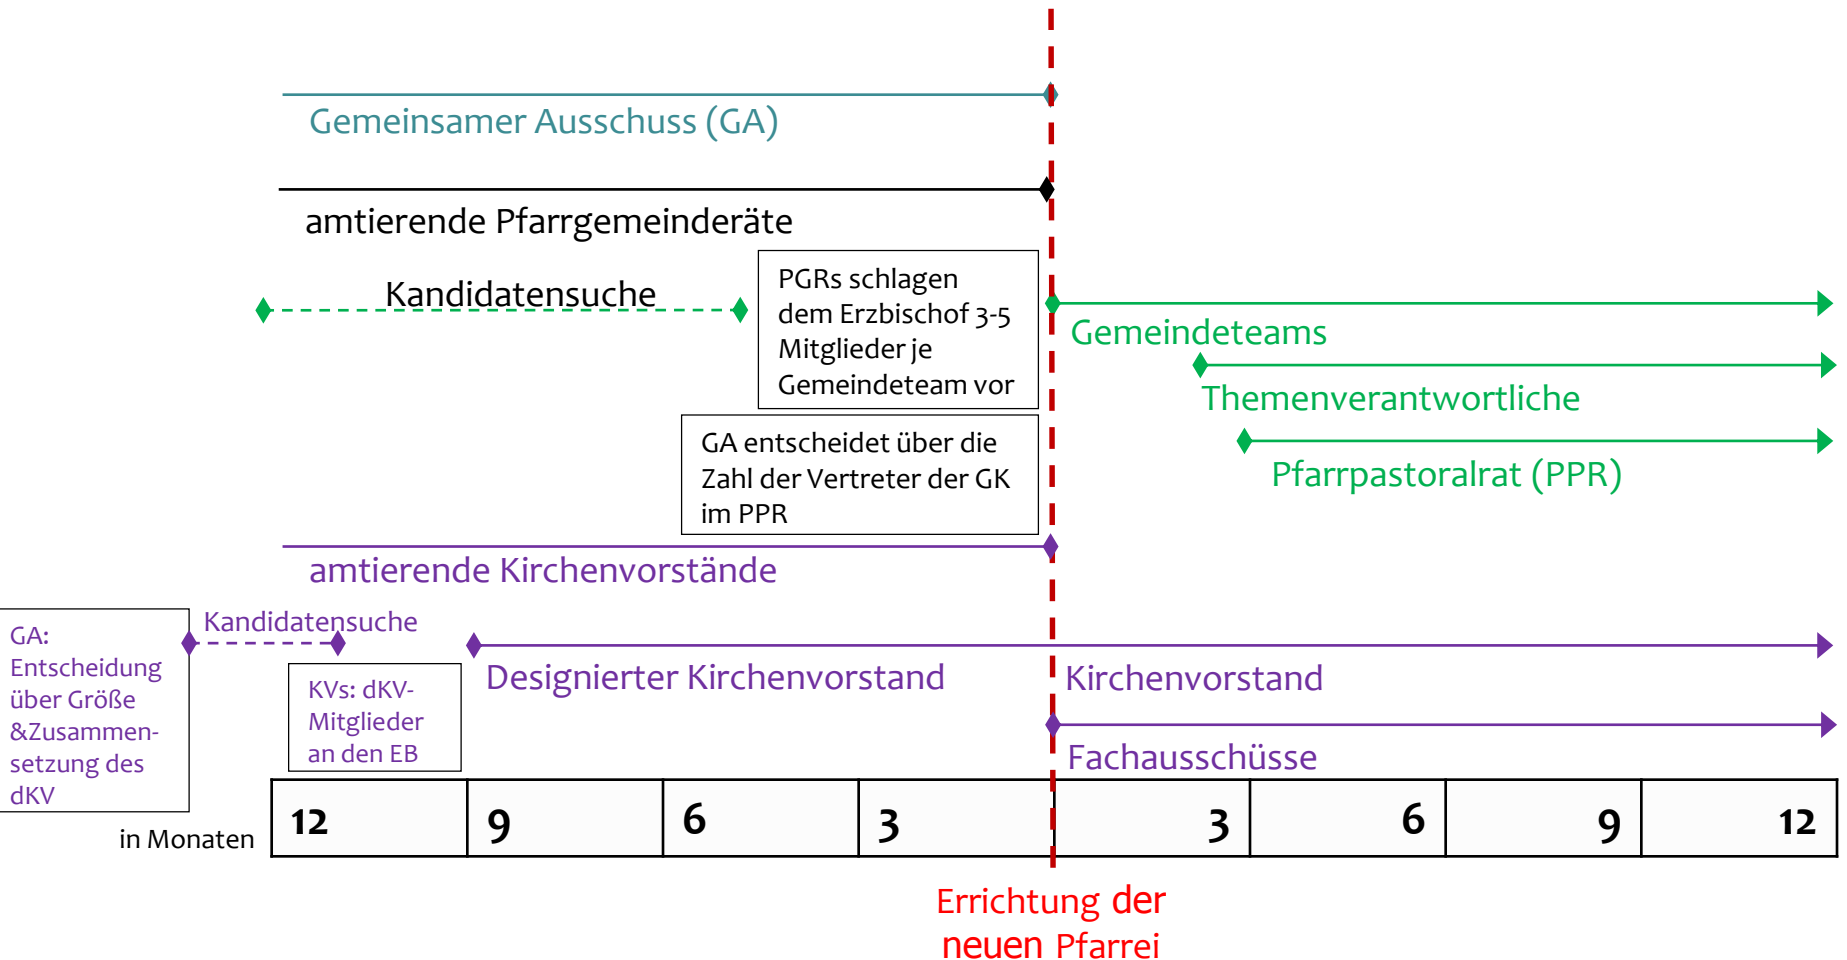 Gemeinsamer Ausschuss (GA)
amtierende Pfarrgemeinderäte
Kandidatensuche
PGRs schlagen
dem Erzbischof 3-5
Mitglieder je
Gemeindeteam vor
Gemeindeteams
Themenverantwortliche
GA entscheidet über die
Zahl der Vertreter der GK
im PPR
Pfarrpastoralrat (PPR)
amtierende Kirchenvorstände
GA:
Entscheidung
über Größe
&Zusammen-
setzung des
dKV
Kandidatensuche
KVs: dKV-
Mitglieder
an den EB
Designierter Kirchenvorstand
Kirchenvorstand
Fachausschüsse
in Monaten
12 9 6 3 3 6 9 12
Errichtung der
neuen Pfarrei